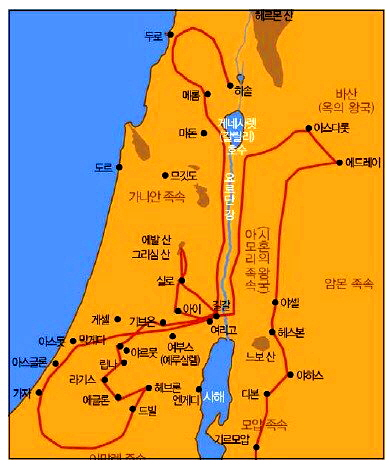 헤르몬 산
두로
하솔
메롬
바산
(옥의 왕국)
게네사렛
(갈릴리)
호수
아스다롯
마돈
에드레이
도르
므깃도
요르단 강
가나안 족속
에발 산
그리심 산
아모리 족속
(시혼의 왕국)
암몬 족속
실로
아이
길갈
야셀
게셀
기브온
여리고
헤스본
아스돗
막게다
야르뭇
여부스
(예루살렘)
느보 산
아스글론
립나
라기스
헤브론
야하스
가자
에글론
엔게디
사해
디본
드빌
모압 족속
기르모압